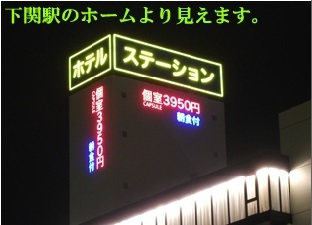 下関駅のホームより見えます。
ホテル
ステーション
個室3950円
CAPSULE
朝食付
個室3950円
CAPSULE
朝食付